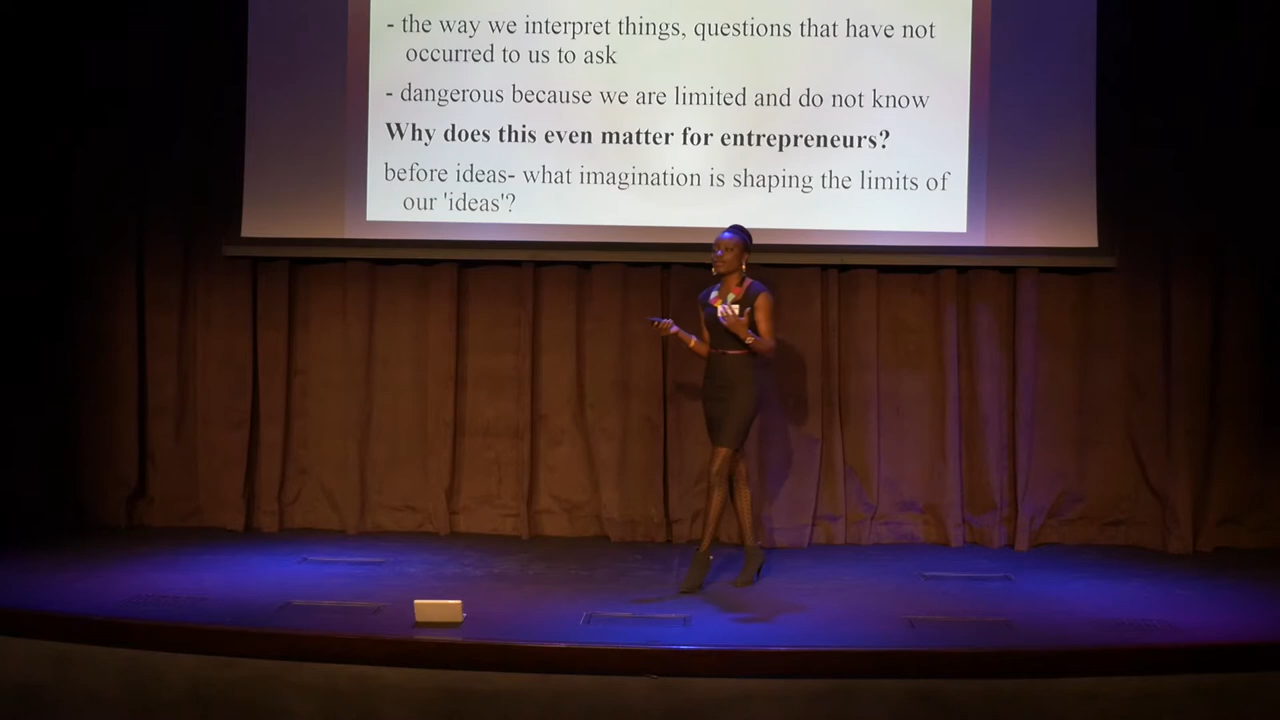 - the way we interpret things, questions that have not
occurred to us to ask
- dangerous because we are limited and do not know
Why does this even matter for entrepreneurs?
before ideas- what imagination is shaping the limits of
our 'ideas'?